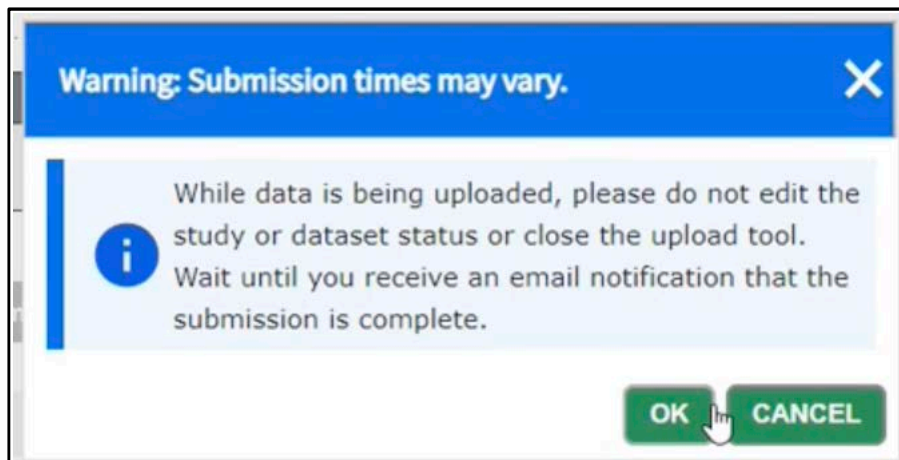 Warning: Submission times may vary.
While data is being uploaded, please do not edit the
study or dataset status or close the upload tool.
Wait until you receive an email notification that the
submission is complete.
OK CANCEL